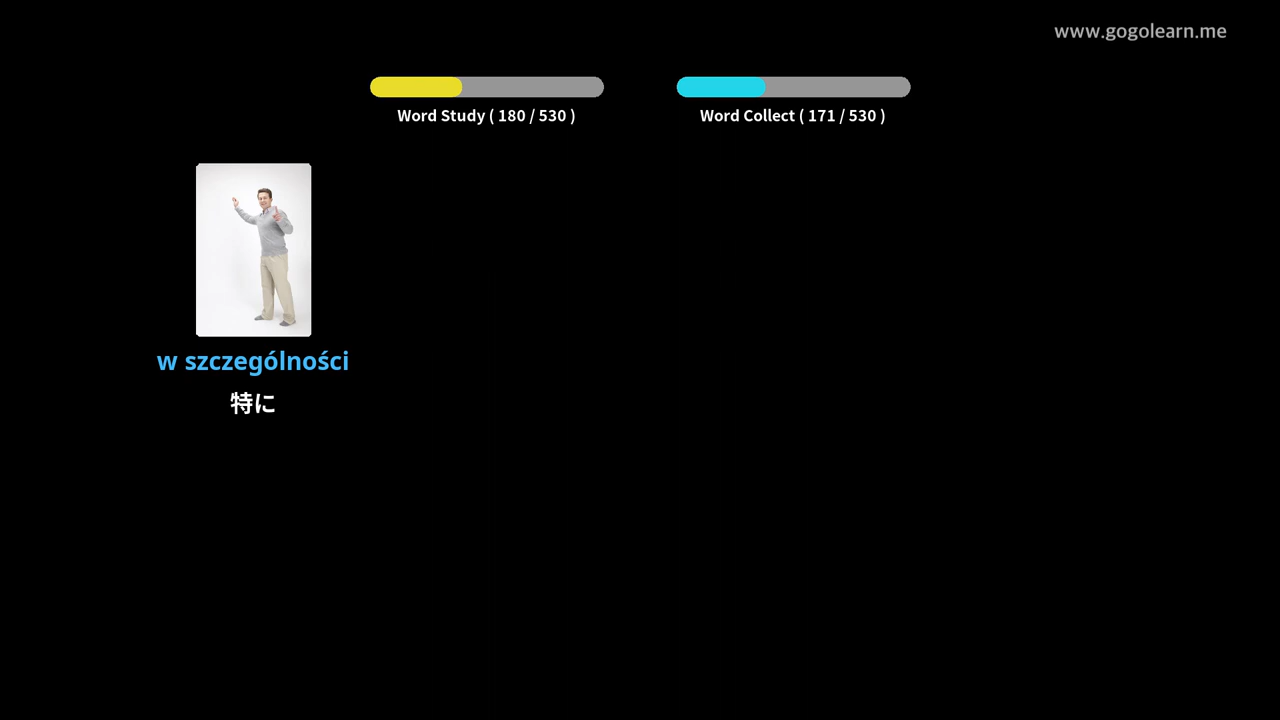 www.gogolearn.me
Word Study ( 180 / 530 )
Word Collect ( 171 / 530 )
w szczególności
特に